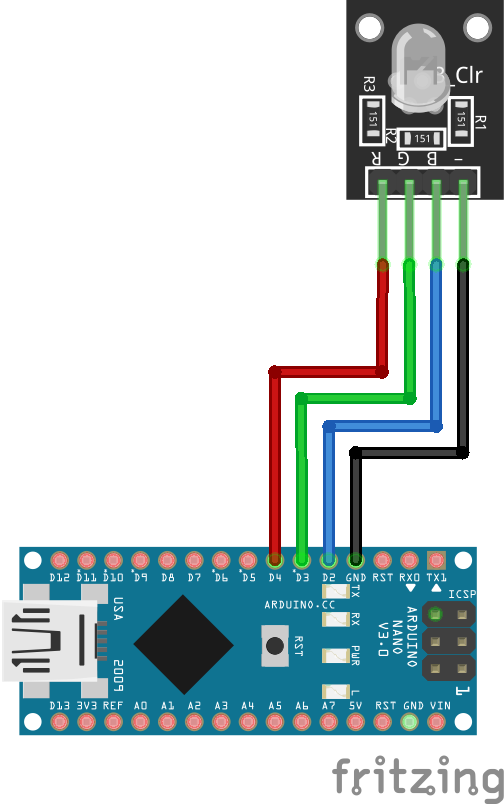 B_Clr
R3
R1
R2
151
151
151
R G B -
D12 D11 D10 D9 D8 D7 D6 D5 D4 D3 D2 GND RST RX0 TX1
ICSP
ARDUINO.CC
TX
RX
PWR
L
RST
USA
2009
ARDUINO
NANO
V3.0
1
D13 3V3 REF A0 A1 A2 A3 A4 A5 A6 A7 5V RST GND VIN
fritzing